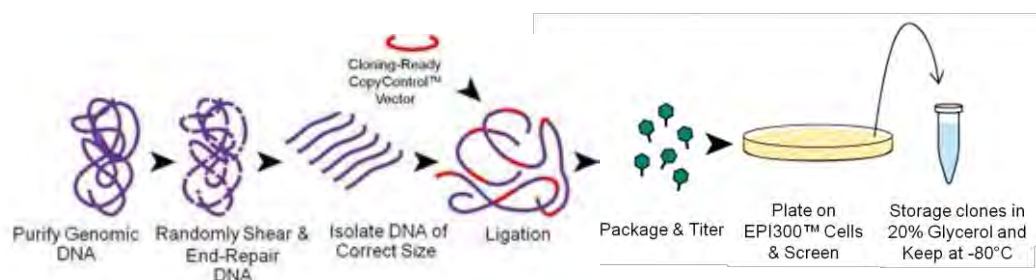 Cloning-Ready
CopyControl™
Vector
Purify Genomic
DNA
Randomly Shear &
End-Repair
DNA
Isolate DNA of
Correct Size
Ligation
Package & Titer
Plate on
EPI300™ Cells
& Screen
Storage clones in
20% Glycerol and
Keep at -80°C